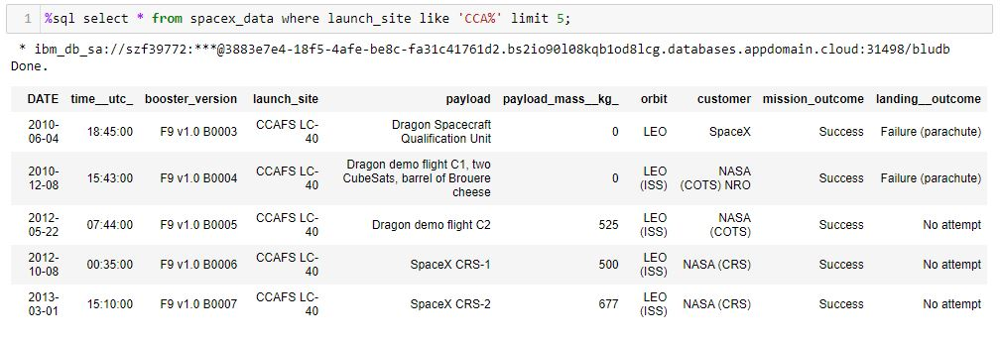 1 %sql select * from spacex_data where launch_site like 'CCA%' limit 5;
* ibm_db_sa://szf39772:***@3883e7e4-18f5-4afe-be8c-fa31c41761d2.bs2io90l08kqb1od8lcg.databases.appdomain.cloud:31498/bludb
Done.
DATE time__utc_ booster_version launch_site payload payload_mass__kg_ orbit customer mission_outcome landing__outcome
2010-06-04 18:45:00 F9 v1.0 B0003 CCAFS LC-40 Dragon Spacecraft Qualification Unit 0 LEO SpaceX Success Failure (parachute)
2010-12-08 15:43:00 F9 v1.0 B0004 CCAFS LC-40 Dragon demo flight C1, two CubeSats, barrel of Brouere cheese 0 LEO (ISS) NASA (COTS) NRO Success Failure (parachute)
2012-05-22 07:44:00 F9 v1.0 B0005 CCAFS LC-40 Dragon demo flight C2 525 LEO (ISS) NASA (COTS) Success No attempt
2012-10-08 00:35:00 F9 v1.0 B0006 CCAFS LC-40 SpaceX CRS-1 500 LEO (ISS) NASA (CRS) Success No attempt
2013-03-01 15:10:00 F9 v1.0 B0007 CCAFS LC-40 SpaceX CRS-2 677 LEO (ISS) NASA (CRS) Success No attempt